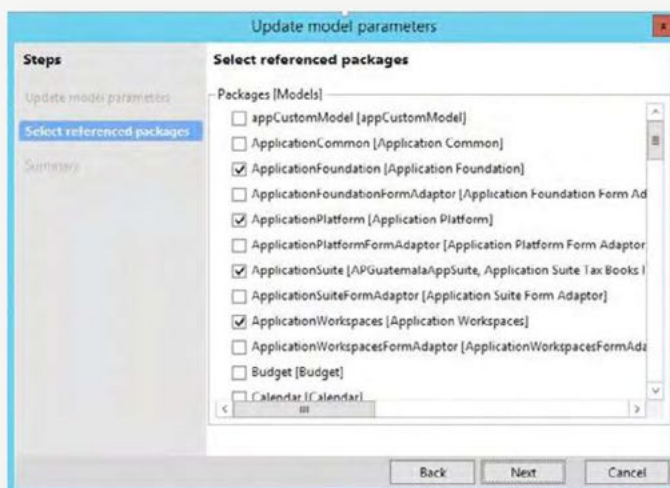 Update model parameters
x
Steps
Update model parameters
Select referenced packages
Summary
Select referenced packages
Packages [Models]
appCustomModel [appCustomModel]
ApplicationCommon [Application Common]
ApplicationFoundation [Application Foundation]
ApplicationFoundationFormAdaptor [Application Foundation Form Ad
ApplicationPlatform [Application Platform]
ApplicationPlatformFormAdaptor [Application Platform Form Adaptor
ApplicationSuite [APGuatemalaAppSuite, Application Suite Tax Books I
ApplicationSuiteFormAdaptor [Application Suite Form Adaptor]
ApplicationWorkspaces [Application Workspaces]
ApplicationWorkspacesFormAdaptor [ApplicationWorkspacesFormAda
Budget [Budget]
Calendar [Calendar]
Back
Next
Cancel